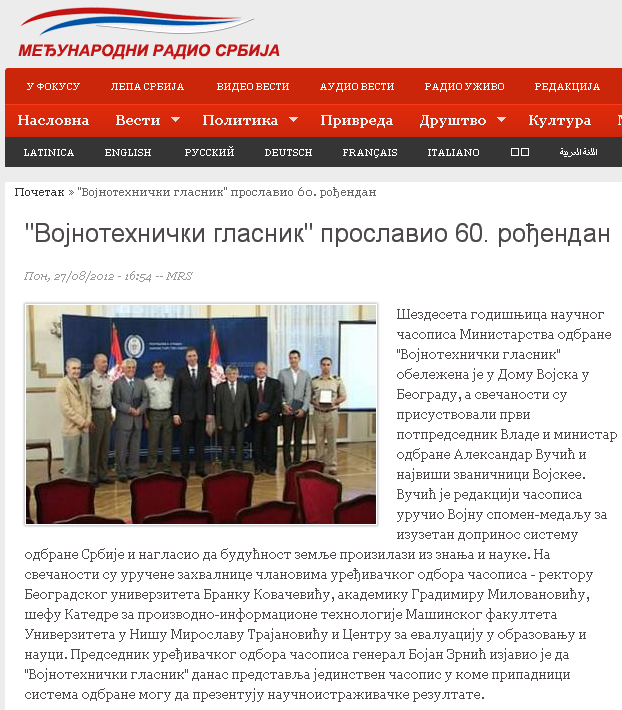 МЕЂУНАРОДНИ РАДИО СРБИЈА
У ФОКУСУ ЛЕПА СРБИЈА ВИДЕО ВЕСТИ АУДИО ВЕСТИ РАДИО УЖИВО РЕДАКЦИЈА
Насловна Вести Политика Привреда Друштво Култура
LATINICA ENGLISH РУССКИЙ DEUTSCH FRANÇAIS ITALIANO
Почетак » "Војнотехнички гласник" прославио 60. рођендан
"Војнотехнички гласник" прославио 60. рођендан
Пон, 27/08/2012 - 16:54 -- MRS
Шездесета годишњица научног
часописа Министарства одбране
"Војнотехнички гласник"
обележена је у Дому Војска у
Београду, а свечаности су
присуствовали први
потпредседник Владе и министар
одбране Александар Вучић и
највиши званичници Војскее.
Вучић је редакцији часописа
уручио Војну спомен-медаљу за
изузетан допринос систему
одбране Србије и нагласио да будућност земље произилази из знања и науке. На
свечаности су уручене захвалнице члановима уређивачког одбора часописа - ректору
Београдског универзитета Бранку Ковачевићу, академику Градимиру Миловановићу,
шефу Катедре за производно-информационе технологије Машинског факултета
Универзитета у Нишу Мирославу Трајановићу и Центру за евалуацију у образовању и
науци. Председник уређивачког одбора часописа генерал Бојан Зрнић изјавио је да
"Војнотехнички гласник" данас представља јединствен часопис у коме припадници
система одбране могу да презентују научноистраживачке резултате.